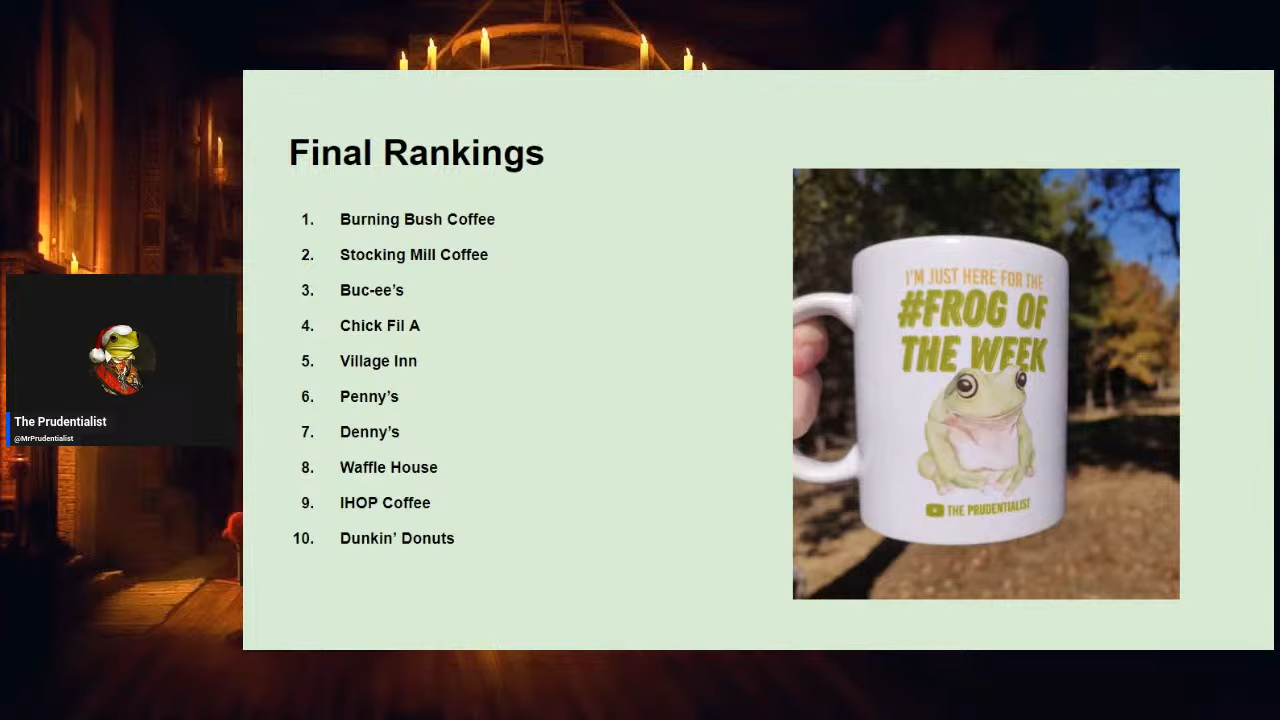 Final Rankings
1. Burning Bush Coffee
2. Stocking Mill Coffee
3. Buc-ee’s
4. Chick Fil A
5. Village Inn
6. Penny’s
7. Denny’s
8. Waffle House
9. IHOP Coffee
10. Dunkin’ Donuts
I'M JUST HERE FOR THE
#FROG OF
THE WEEK
THE PRUDENTIALIST
The Prudentialist
@MrPrudentialist